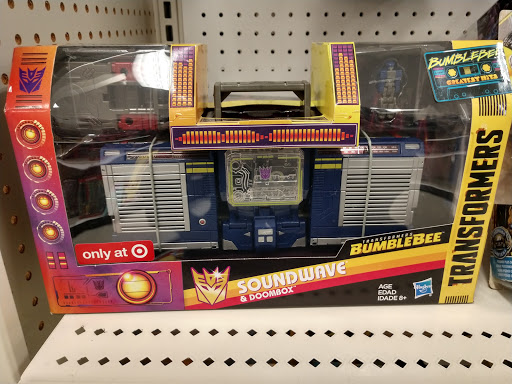 BUMBLEBEE
GREATEST HITS
TRANSFORMERS
only at
TRANSFORMERS
BUMBLEBEE
SOUNDWAVE
& DOOMBOX
AGE
EDAD
IDADE 8+
Hasbro